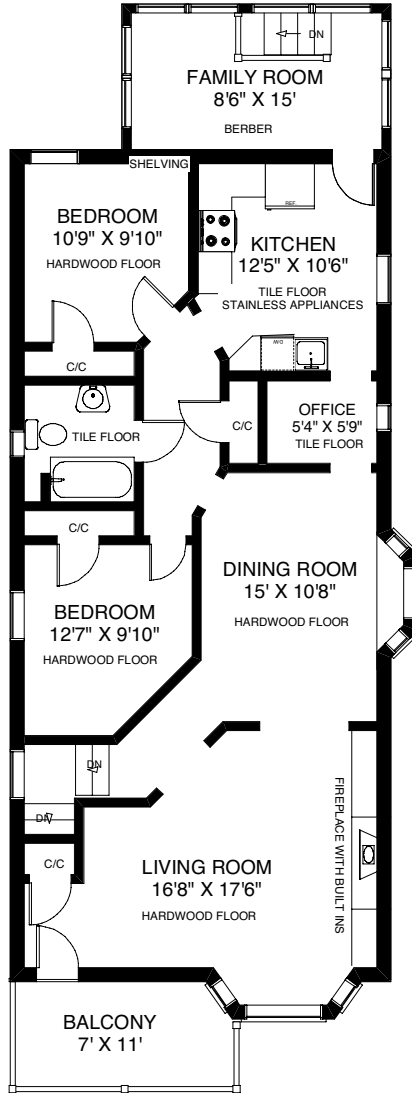 DN
FAMILY ROOM
8'6" X 15'
BERBER
SHELVING
REF.
BEDROOM
10'9" X 9'10"
HARDWOOD FLOOR
KITCHEN
12'5" X 10'6"
TILE FLOOR
STAINLESS APPLIANCES
DW
C/C
C/C
OFFICE
5'4" X 5'9"
TILE FLOOR
TILE FLOOR
C/C
DINING ROOM
15' X 10'8"
HARDWOOD FLOOR
BEDROOM
12'7" X 9'10"
HARDWOOD FLOOR
DN
DN
FIREPLACE WITH BUILT INS
C/C
LIVING ROOM
16'8" X 17'6"
HARDWOOD FLOOR
BALCONY
7' X 11'